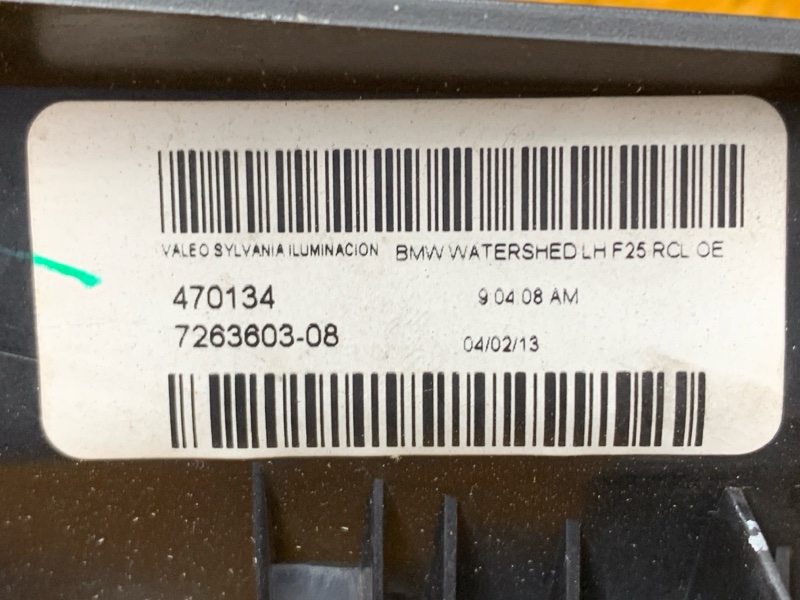 VALEO SYLVANIA ILUMINACION BMW WATERSHED LH F25 RCL OE
470134 9 04 08 AM
7263603-08 04/02/13